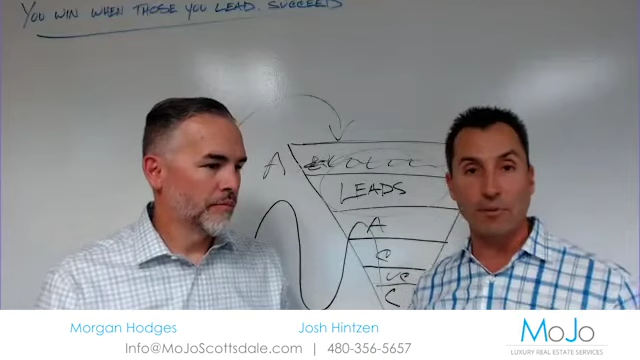 YOU WIN WHEN THOSE YOU LEAD, SUCCEED
A
LEADS
A
C
UC
C
Morgan Hodges Josh Hintzen
Info@MoJoScottsdale.com | 480-356-5657
MoJo
LUXURY REAL ESTATE SERVICES